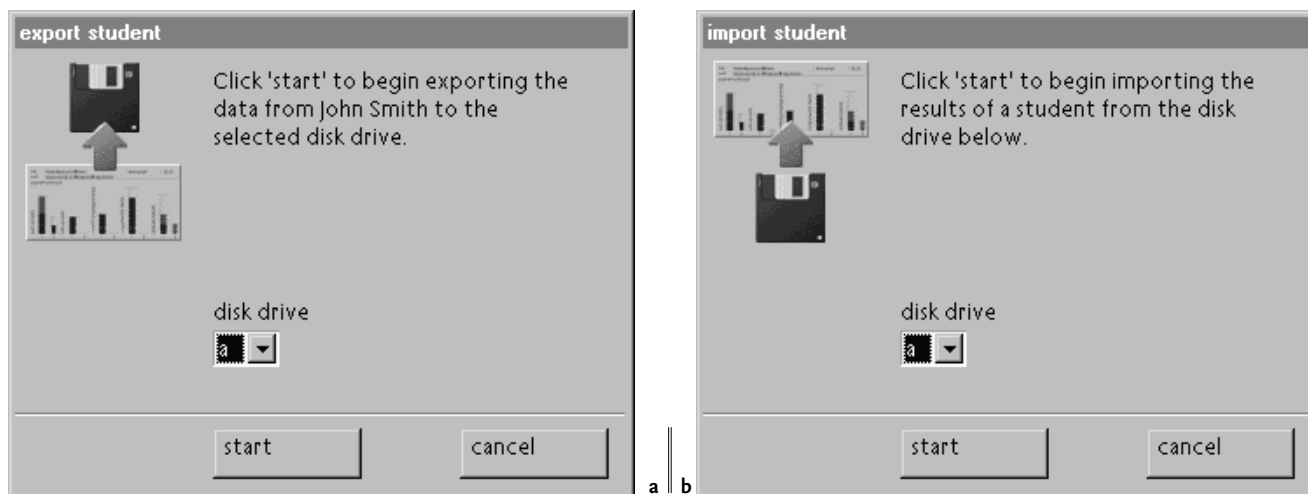 export student
Click 'start' to begin exporting the
data from John Smith to the
selected disk drive.
disk drive
a
start
cancel
a
b
import student
Click 'start' to begin importing the
results of a student from the disk
drive below.
disk drive
a
start
cancel